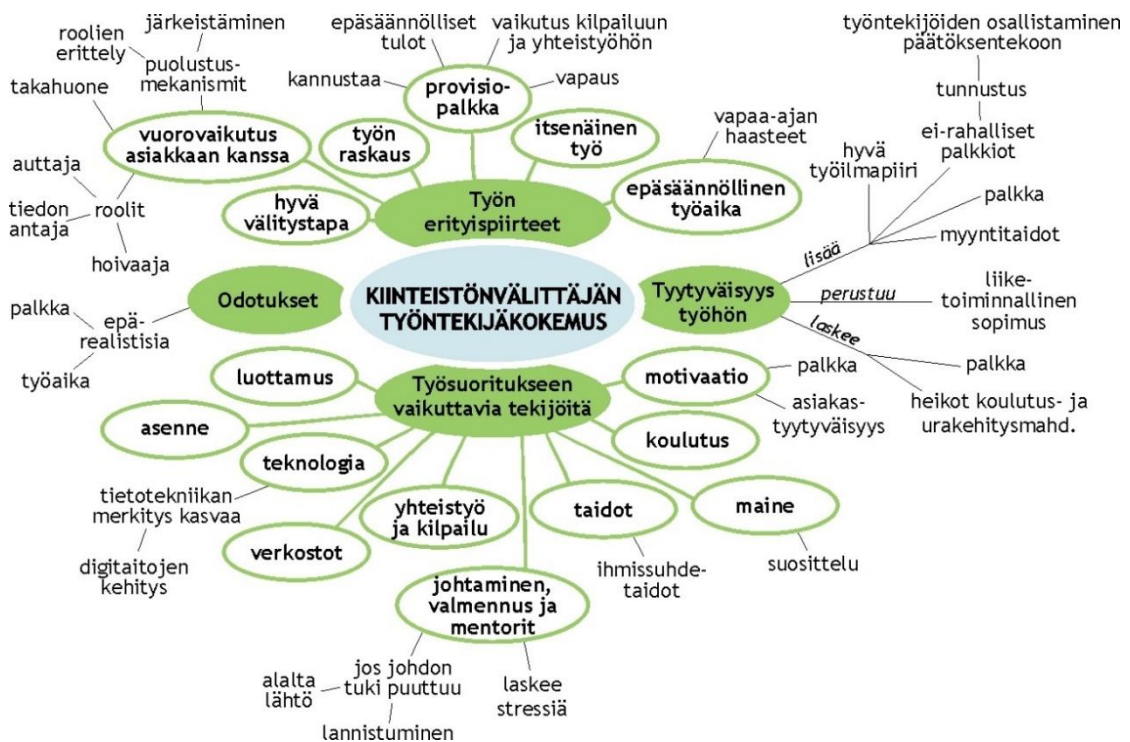 järkeistäminen
roolien
erittely
puolustus-
mekanismit
takahuone
vuorovaikutus
asiakkaan kanssa
auttaja
tiedon
antaja
roolit
hoivaaja
epäsäännölliset
tulot
vaikutus kilpailuun
ja yhteistyöhön
kannustaa
vapaus
provisio-
palkka
työn
raskaus
itsenäinen
työ
hyvä
välitystapa
Työn
erityispiirteet
vapaa-ajan
haasteet
epäsäännöllinen
työaika
työntekijöiden osallistaminen
päätöksentekoon
tunnustus
ei-rahalliset
palkkiot
hyvä
työilmapiiri
palkka
myyntitaidot
lisää
Odotukset
KIINTEISTÖNVÄLITTÄJÄN
TYÖNTEKIJÄKOKEMUS
Tyytyväisyys
työhön
perustuu
liike-
toiminnallinen
sopimus
laskee
palkka
heikot koulutus- ja
urakehitysmahd.
palkka
epä-
realistisia
työaika
luottamus
Työsuoritukseen
vaikuttavia tekijöitä
motivaatio
palkka
asiakas-
tyytyväisyys
asenne
koulutus
teknologia
tietotekniikan
merkitys kasvaa
digitaitojen
kehitys
verkostot
yhteistyö
ja kilpailu
taidot
ihmissuhde-
taidot
maine
suosittelu
johtaminen,
valmennus ja
mentorit
jos johdon
tuki puuttuu
alalta
lähtö
lannistuminen
laskee
stressiä